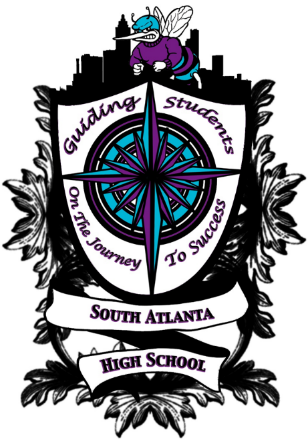 Guiding Students
On The Journey To Success
SOUTH ATLANTA
HIGH SCHOOL